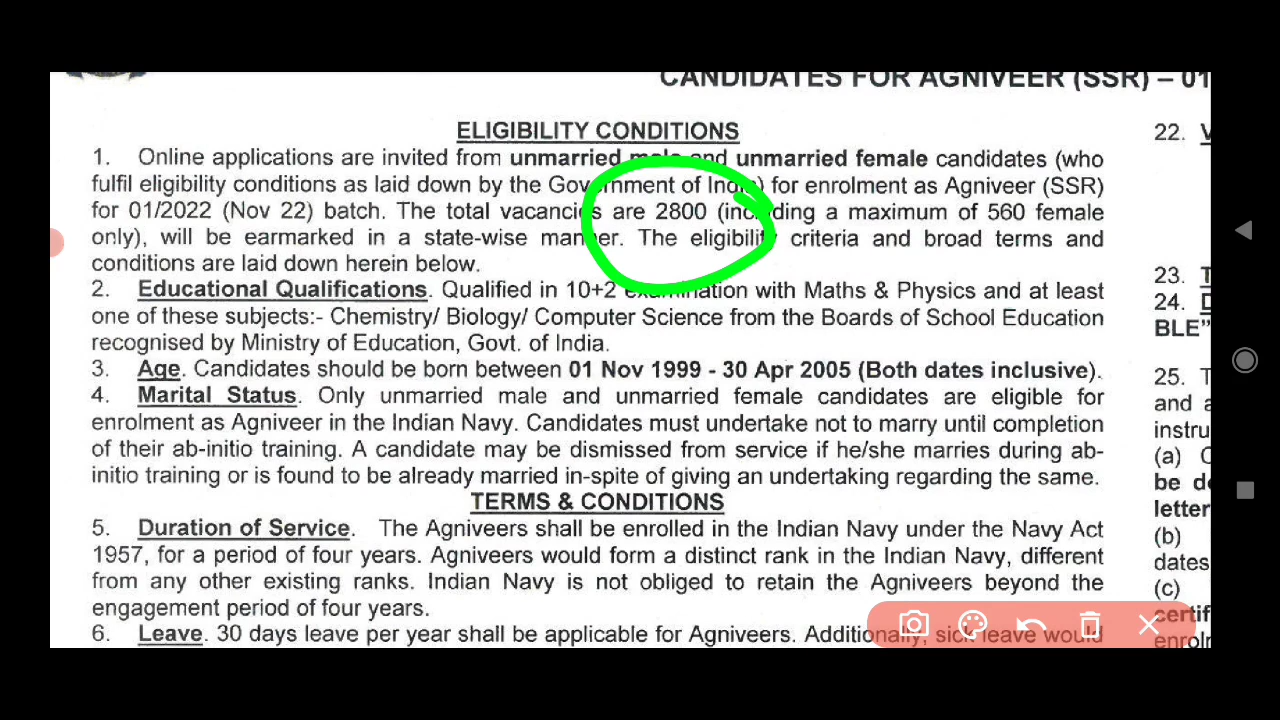 CANDIDATES FOR AGNIVEER (SSR) – 01
ELIGIBILITY CONDITIONS
1. Online applications are invited from unmarried male and unmarried female candidates (who
fulfil eligibility conditions as laid down by the Government of India) for enrolment as Agniveer (SSR)
for 01/2022 (Nov 22) batch. The total vacancies are 2800 (including a maximum of 560 female
only), will be earmarked in a state-wise manner. The eligibility criteria and broad terms and
conditions are laid down herein below.
2. Educational Qualifications. Qualified in 10+2 examination with Maths & Physics and at least
one of these subjects:- Chemistry/ Biology/ Computer Science from the Boards of School Education
recognised by Ministry of Education, Govt. of India.
3. Age. Candidates should be born between 01 Nov 1999 - 30 Apr 2005 (Both dates inclusive).
4. Marital Status. Only unmarried male and unmarried female candidates are eligible for
enrolment as Agniveer in the Indian Navy. Candidates must undertake not to marry until completion
of their ab-initio training. A candidate may be dismissed from service if he/she marries during ab-
initio training or is found to be already married in-spite of giving an undertaking regarding the same.
TERMS & CONDITIONS
5. Duration of Service. The Agniveers shall be enrolled in the Indian Navy under the Navy Act
1957, for a period of four years. Agniveers would form a distinct rank in the Indian Navy, different
from any other existing ranks. Indian Navy is not obliged to retain the Agniveers beyond the
engagement period of four years.
6. Leave. 30 days leave per year shall be applicable for Agniveers. Additionally, sick leave would
22.
23. T
24.
BLE”
25. T
and a
instru
(a)
be de
letter
(b)
dates
(c)
certif
enrolr